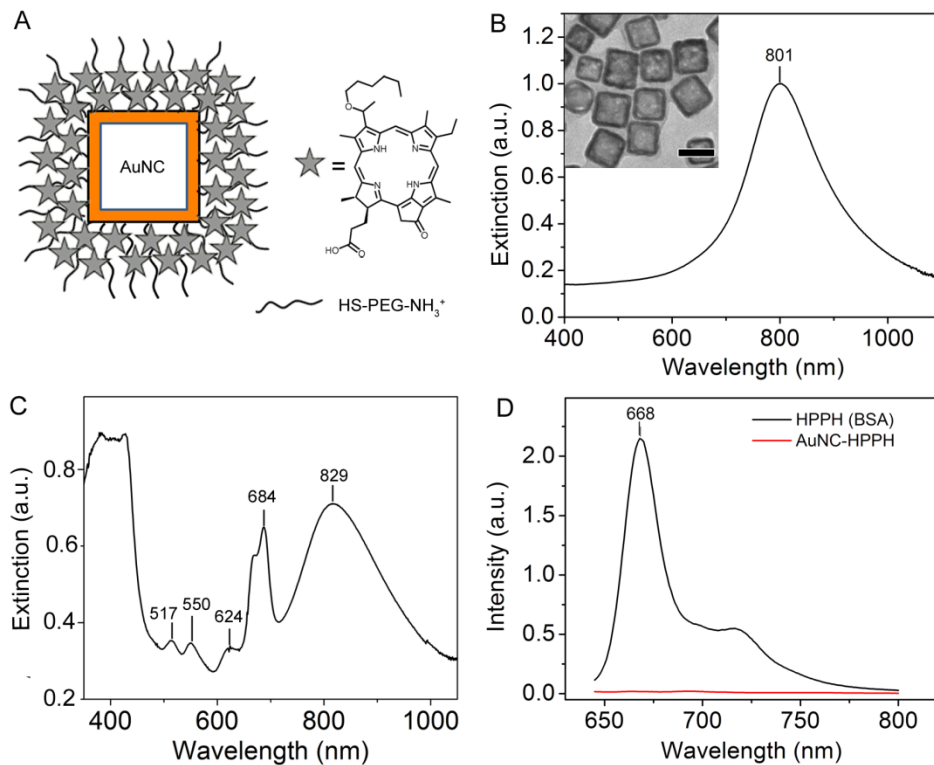 A
AuNC
=
O
NH
N
N
HN
HO
O
O
HS-PEG-NH₃⁺
B
801
Extinction (a.u.)
1.2
1.0
0.8
0.6
0.4
0.2
0.0
400 600 800 1000
Wavelength (nm)
C
829
684
517
550
624
Extinction (a.u.)
0.8
0.6
0.4
0.2
400 600 800 1000
Wavelength (nm)
D
668
HPPH (BSA)
AuNC-HPPH
Intensity (a.u.)
2.0
1.5
1.0
0.5
0.0
650 700 750 800
Wavelength (nm)